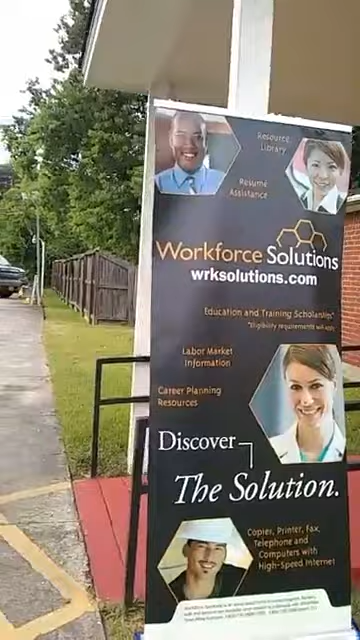 Resource
Library
Resume
Assistance
Workforce Solutions
wrksolutions.com
Education and Training Scholarship*
*Eligibility requirements will apply
Labor Market
Information
Career Planning
Resources
Discover
The Solution.
Copier, Printer, Fax,
Telephone and
Computers with
High-Speed Internet